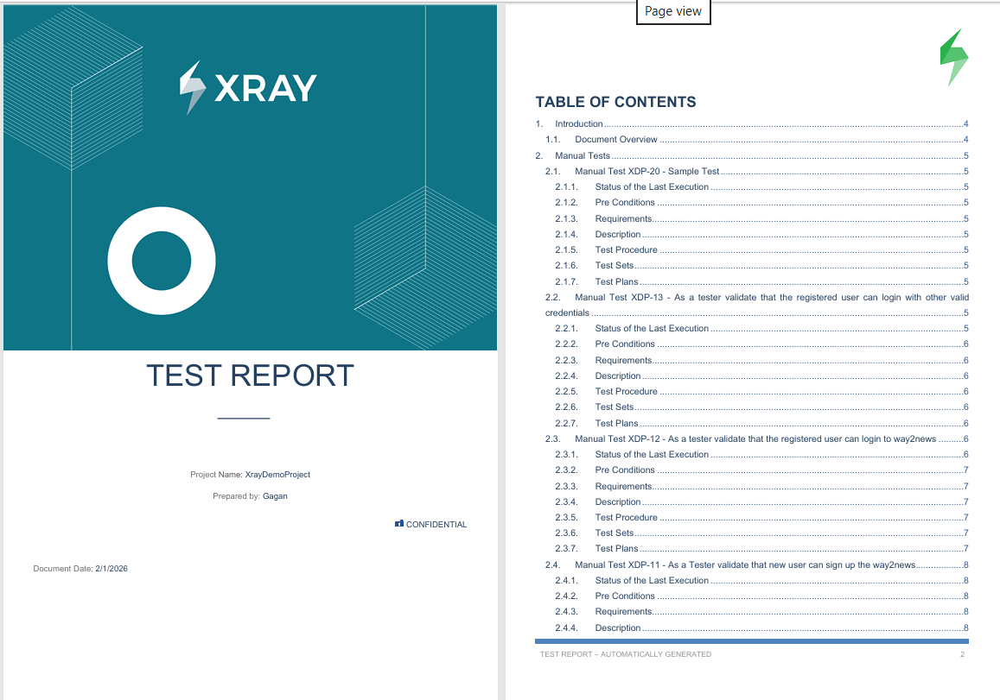 Page view
XRAY
TEST REPORT
Project Name: XrayDemoProject
Prepared by: Gagan
CONFIDENTIAL
Document Date: 2/1/2026
TABLE OF CONTENTS
1. Introduction 4
1.1. Document Overview 4
2. Manual Tests 5
2.1. Manual Test XDP-20 - Sample Test 5
2.1.1. Status of the Last Execution 5
2.1.2. Pre Conditions 5
2.1.3. Requirements 5
2.1.4. Description 5
2.1.5. Test Procedure 5
2.1.6. Test Sets 5
2.1.7. Test Plans 5
2.2. Manual Test XDP-13 - As a tester validate that the registered user can login with other valid
credentials 5
2.2.1. Status of the Last Execution 5
2.2.2. Pre Conditions 6
2.2.3. Requirements 6
2.2.4. Description 6
2.2.5. Test Procedure 6
2.2.6. Test Sets 6
2.2.7. Test Plans 6
2.3. Manual Test XDP-12 - As a tester validate that the registered user can login to way2news 6
2.3.1. Status of the Last Execution 6
2.3.2. Pre Conditions 7
2.3.3. Requirements 7
2.3.4. Description 7
2.3.5. Test Procedure 7
2.3.6. Test Sets 7
2.3.7. Test Plans 7
2.4. Manual Test XDP-11 - As a Tester validate that new user can sign up the way2news 8
2.4.1. Status of the Last Execution 8
2.4.2. Pre Conditions 8
2.4.3. Requirements 8
2.4.4. Description 8
TEST REPORT – AUTOMATICALLY GENERATED 2